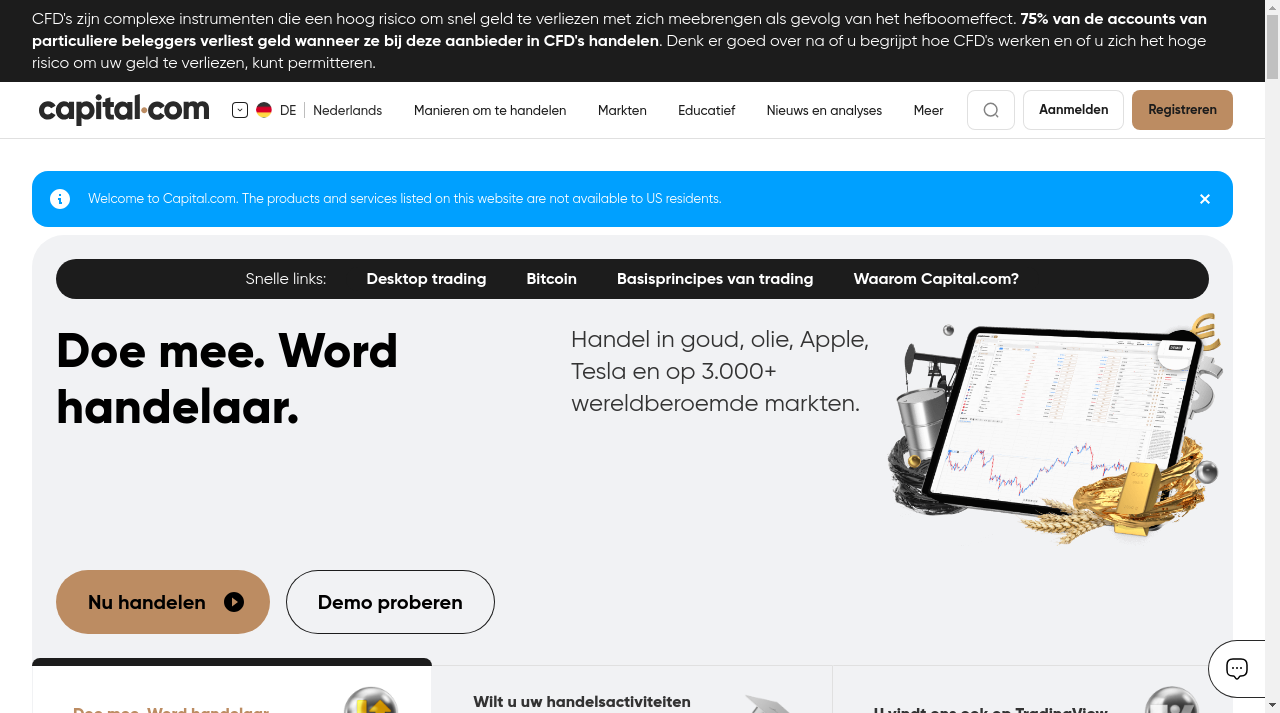 CFD's zijn complexe instrumenten die een hoog risico om snel geld te verliezen met zich meebrengen als gevolg van het hefboomeffect. 75% van de accounts van
particuliere beleggers verliest geld wanneer ze bij deze aanbieder in CFD's handelen. Denk er goed over na of u begrijpt hoe CFD's werken en of u zich het hoge
risico om uw geld te verliezen, kunt permitteren.
capital.com DE Nederlands Manieren om te handelen Markten Educatief Nieuws en analyses Meer Aanmelden Registreren
Welcome to Capital.com. The products and services listed on this website are not available to US residents.
Snelle links: Desktop trading Bitcoin Basisprincipes van trading Waarom Capital.com?
Doe mee. Word
handelaar.
Handel in goud, olie, Apple,
Tesla en op 3.000+
wereldberoemde markten.
Nu handelen
Demo proberen
Doe mee. Word handelaar.
Wilt u uw handelsactiviteiten
U vindt ons ook op TradingView